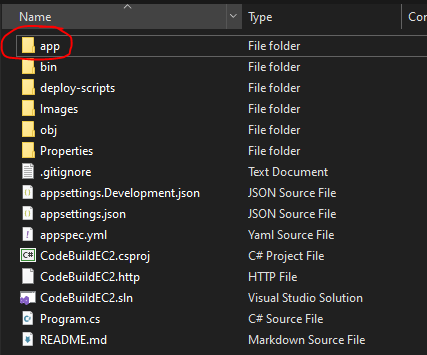 Name Type
app File folder
bin File folder
deploy-scripts File folder
Images File folder
obj File folder
Properties File folder
.gitignore Text Document
appsettings.Development.json JSON Source File
appsettings.json JSON Source File
appspec.yml Yaml Source File
C# CodeBuildEC2.csproj C# Project File
CodeBuildEC2.http HTTP File
CodeBuildEC2.sln Visual Studio Solution
Program.cs C# Source File
README.md Markdown Source File